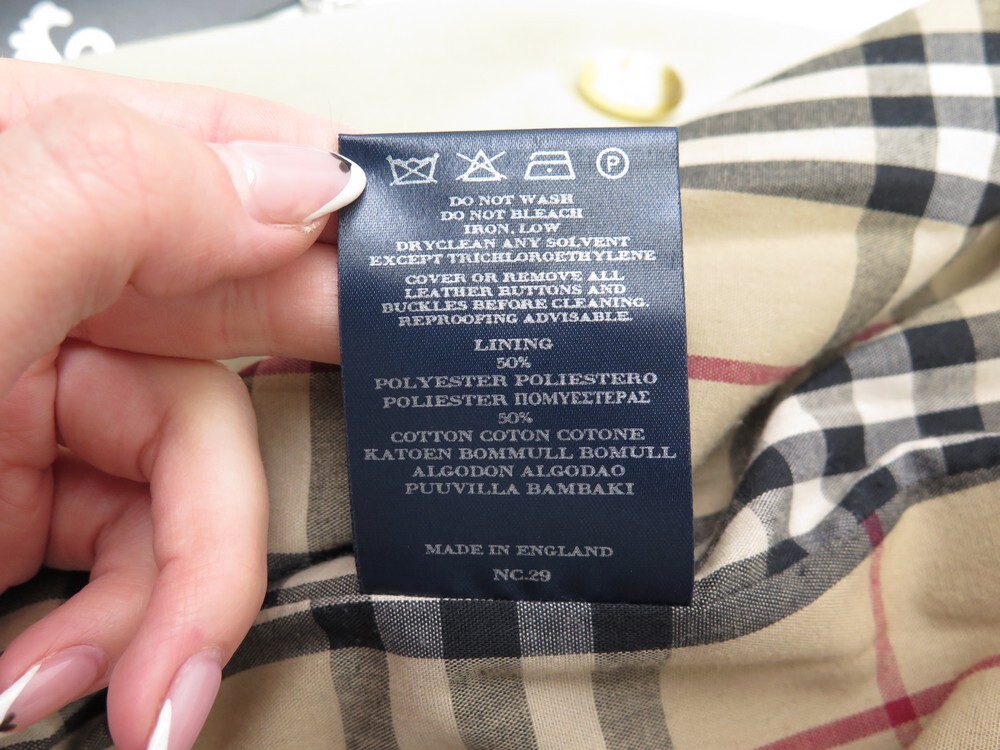 P
DO NOT WASH
DO NOT BLEACH
IRON, LOW
DRYCLEAN ANY SOLVENT
EXCEPT TRICHLOROETHYLENE
COVER OR REMOVE ALL
LEATHER BUTTONS AND
BUCKLES BEFORE CLEANING.
REPROOFING ADVISABLE.
LINING
50%
POLYESTER POLIESTERO
POLIESTER ΠΟΜΥΕΣΤΕΡΑΣ
50%
COTTON COTON COTONE
KATOEN BOMMULL BOMULL
ALGODON ALGODAO
PUUVILLA BAMBAKI
MADE IN ENGLAND
NC.29